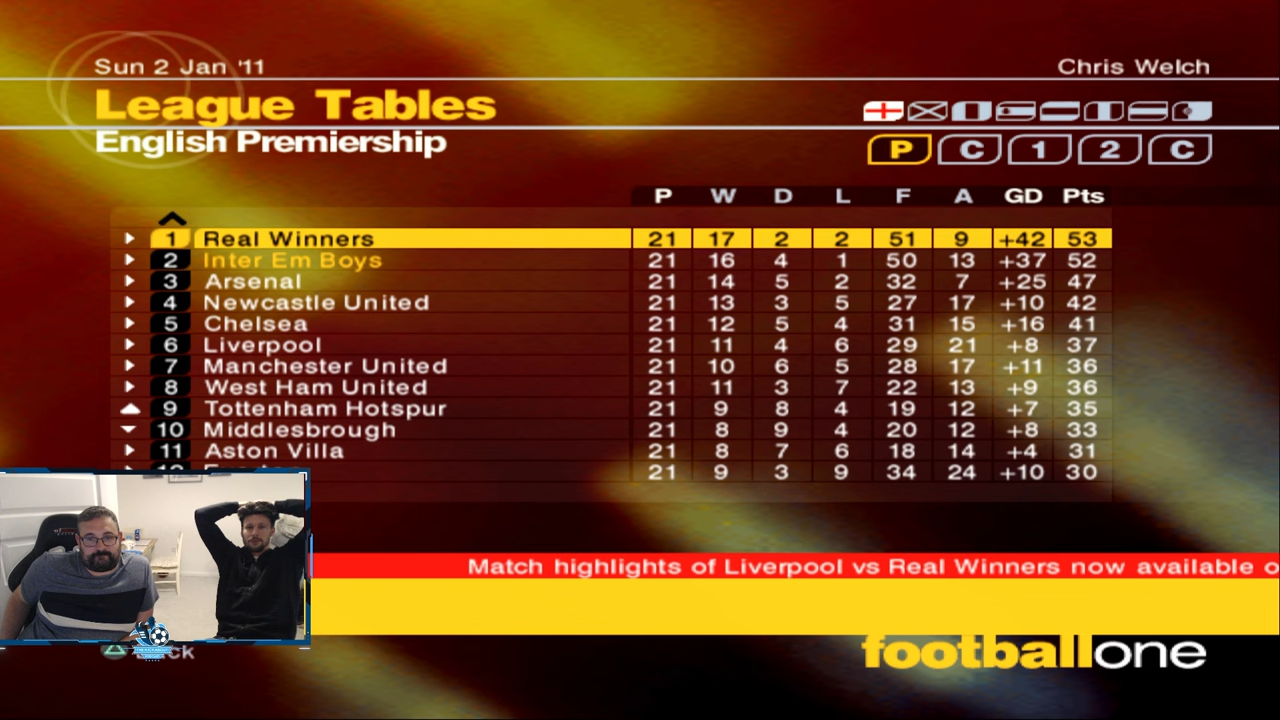 Sun 2 Jan '11 Chris Welch
League Tables
English Premiership
P C 1 2 C
P W D L F A GD Pts
1 Real Winners 21 17 2 2 51 9 +42 53
2 Inter Em Boys 21 16 4 1 50 13 +37 52
3 Arsenal 21 14 5 2 32 7 +25 47
4 Newcastle United 21 13 3 5 27 17 +10 42
5 Chelsea 21 12 5 4 31 15 +16 41
6 Liverpool 21 11 4 6 29 21 +8 37
7 Manchester United 21 10 6 5 28 17 +11 36
8 West Ham United 21 11 3 7 22 13 +9 36
9 Tottenham Hotspur 21 9 8 4 19 12 +7 35
10 Middlesbrough 21 8 9 4 20 12 +8 33
11 Aston Villa 21 8 7 6 18 14 +4 31
21 9 3 9 34 24 +10 30
Match highlights of Liverpool vs Real Winners now available o
footballone